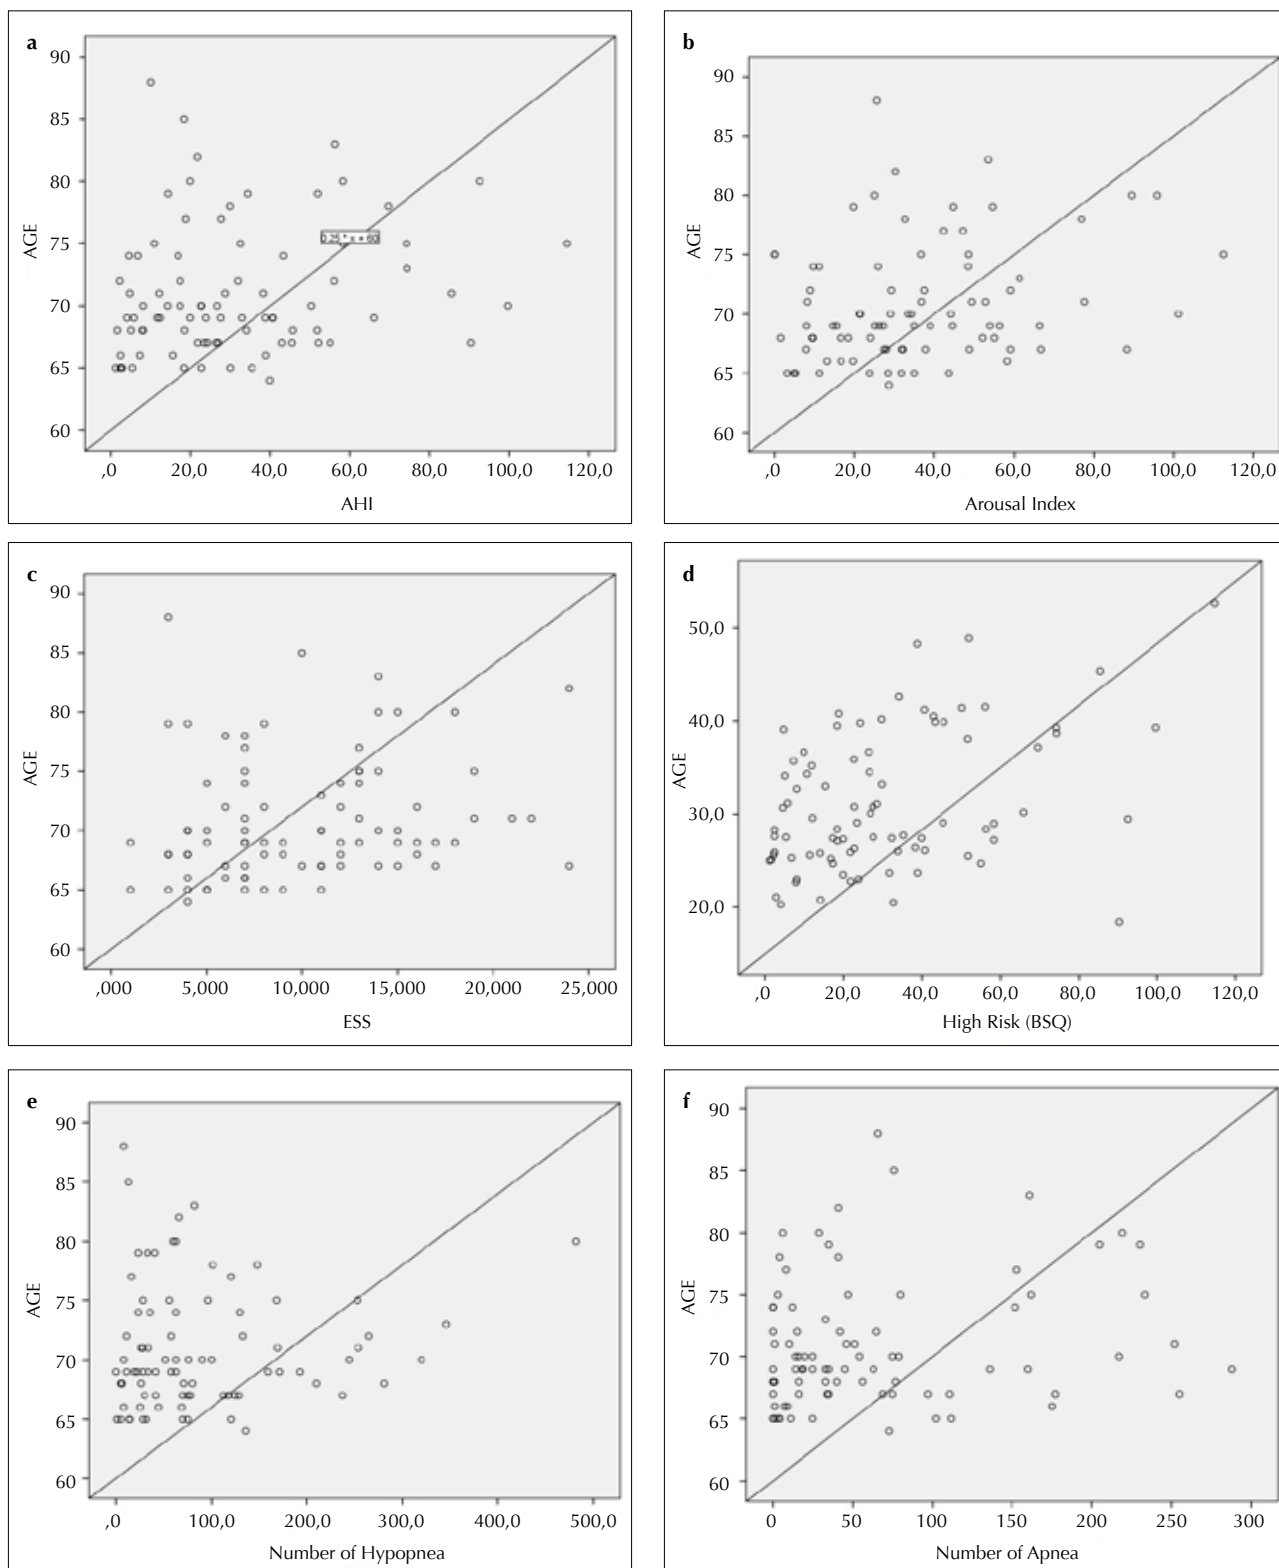 a
90
85
80
75
70
65
60
AGE
,0 20,0 40,0 60,0 80,0 100,0 120,0
AHI
b
90
85
80
75
70
65
60
AGE
,0 20,0 40,0 60,0 80,0 100,0 120,0
Arousal Index
c
90
85
80
75
70
65
60
AGE
,000 5,000 10,000 15,000 20,000 25,000
ESS
d
50,0
40,0
30,0
20,0
AGE
,0 20,0 40,0 60,0 80,0 100,0 120,0
High Risk (BSQ)
e
90
85
80
75
70
65
60
AGE
,0 100,0 200,0 300,0 400,0 500,0
Number of Hypopnea
f
90
85
80
75
70
65
60
AGE
0 50 100 150 200 250 300
Number of Apnea